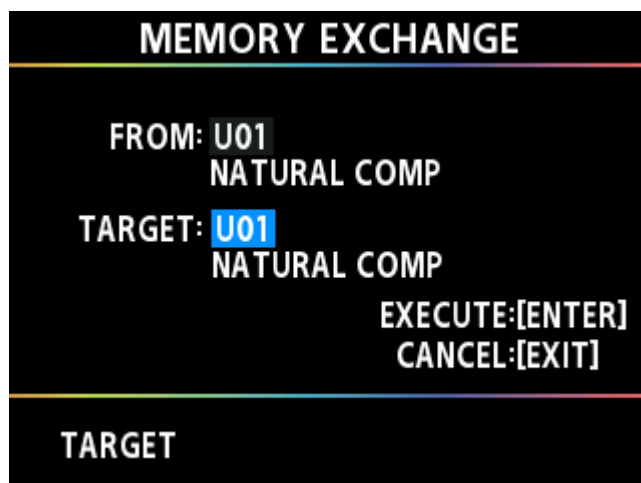 MEMORY EXCHANGE
FROM: U01
NATURAL COMP
TARGET: U01
NATURAL COMP
EXECUTE:[ENTER]
CANCEL:[EXIT]
TARGET